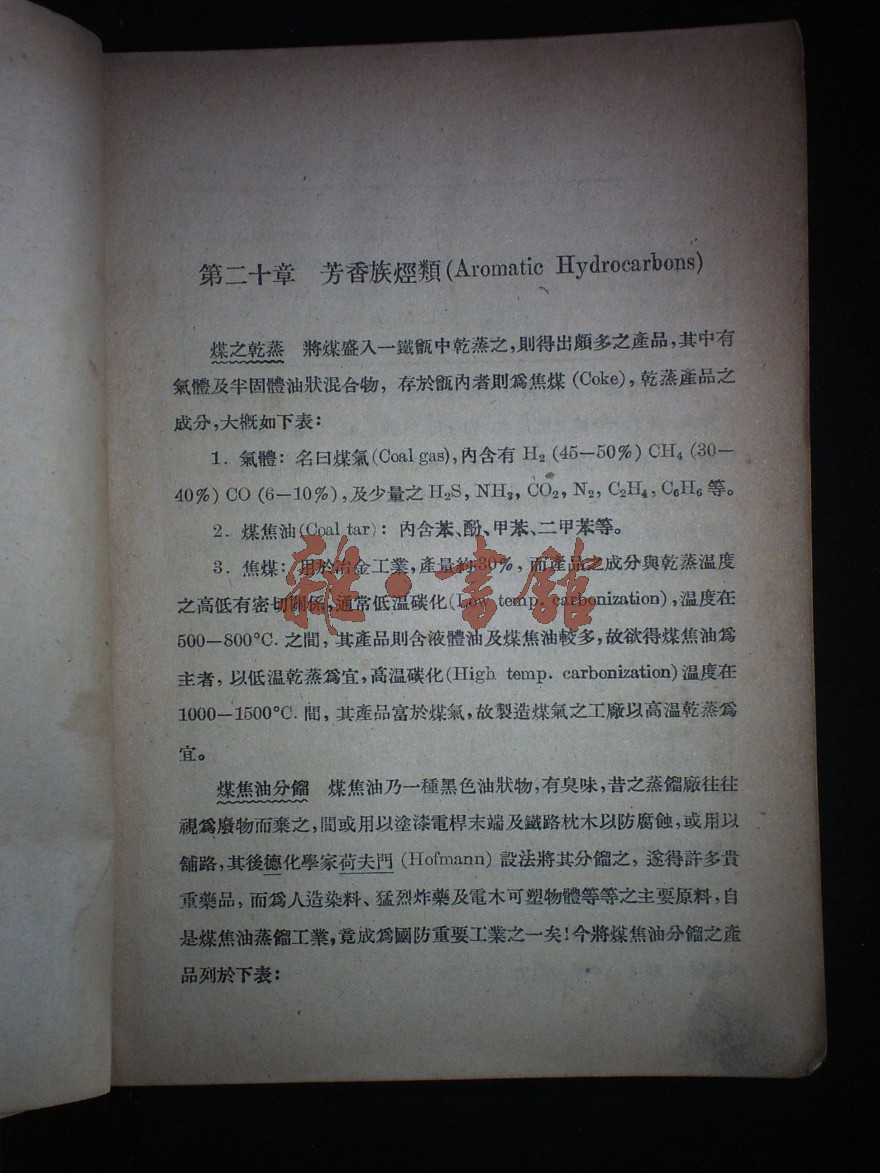 第二十章 芳香族烴類(Aromatic Hydrocarbons)
煤之乾蒸 將煤盛入一鐵甑中乾蒸之,則得出頗多之產品,其中有
氣體及半固體油狀混合物, 存於甑內者則爲焦煤 (Coke), 乾蒸產品之
成分,大概如下表:
1. 氣體: 名曰煤氣(Coal gas),內含有 H₂ (45—50%) CH₄ (30—
40%) CO (6—10%),及少量之 H₂S, NH₃, CO₂, N₂, C₂H₄, C₆H₆ 等。
2. 煤焦油(Coal tar): 內含苯、酚、甲苯、二甲苯等。
3. 焦煤: 用於冶金工業,產量約80%, 而產品之成分與乾蒸温度
之高低有密切關係,通常低温碳化(Low temp. carbonization),温度在
500—800°C. 之間, 其產品則含液體油及煤焦油較多,故欲得煤焦油爲
主者, 以低温乾蒸爲宜,高温碳化(High temp. carbonization)温度在
1000—1500°C. 間, 其產品富於煤氣,故製造煤氣之工廠以高温乾蒸爲
宜。
煤焦油分餾 煤焦油乃一種黑色油狀物,有臭味,昔之蒸餾廠往往
視爲廢物而棄之,間或用以塗漆電桿末端及鐵路枕木以防腐蝕,或用以
舖路,其後德化學家荷夫門 (Hofmann) 設法將其分餾之, 遂得許多貴
重藥品, 而爲人造染料、猛烈炸藥及電木可塑物體等等之主要原料,自
是煤焦油蒸餾工業,竟成爲國防重要工業之一矣!今將煤焦油分餾之產
品列於下表:
雜·書館